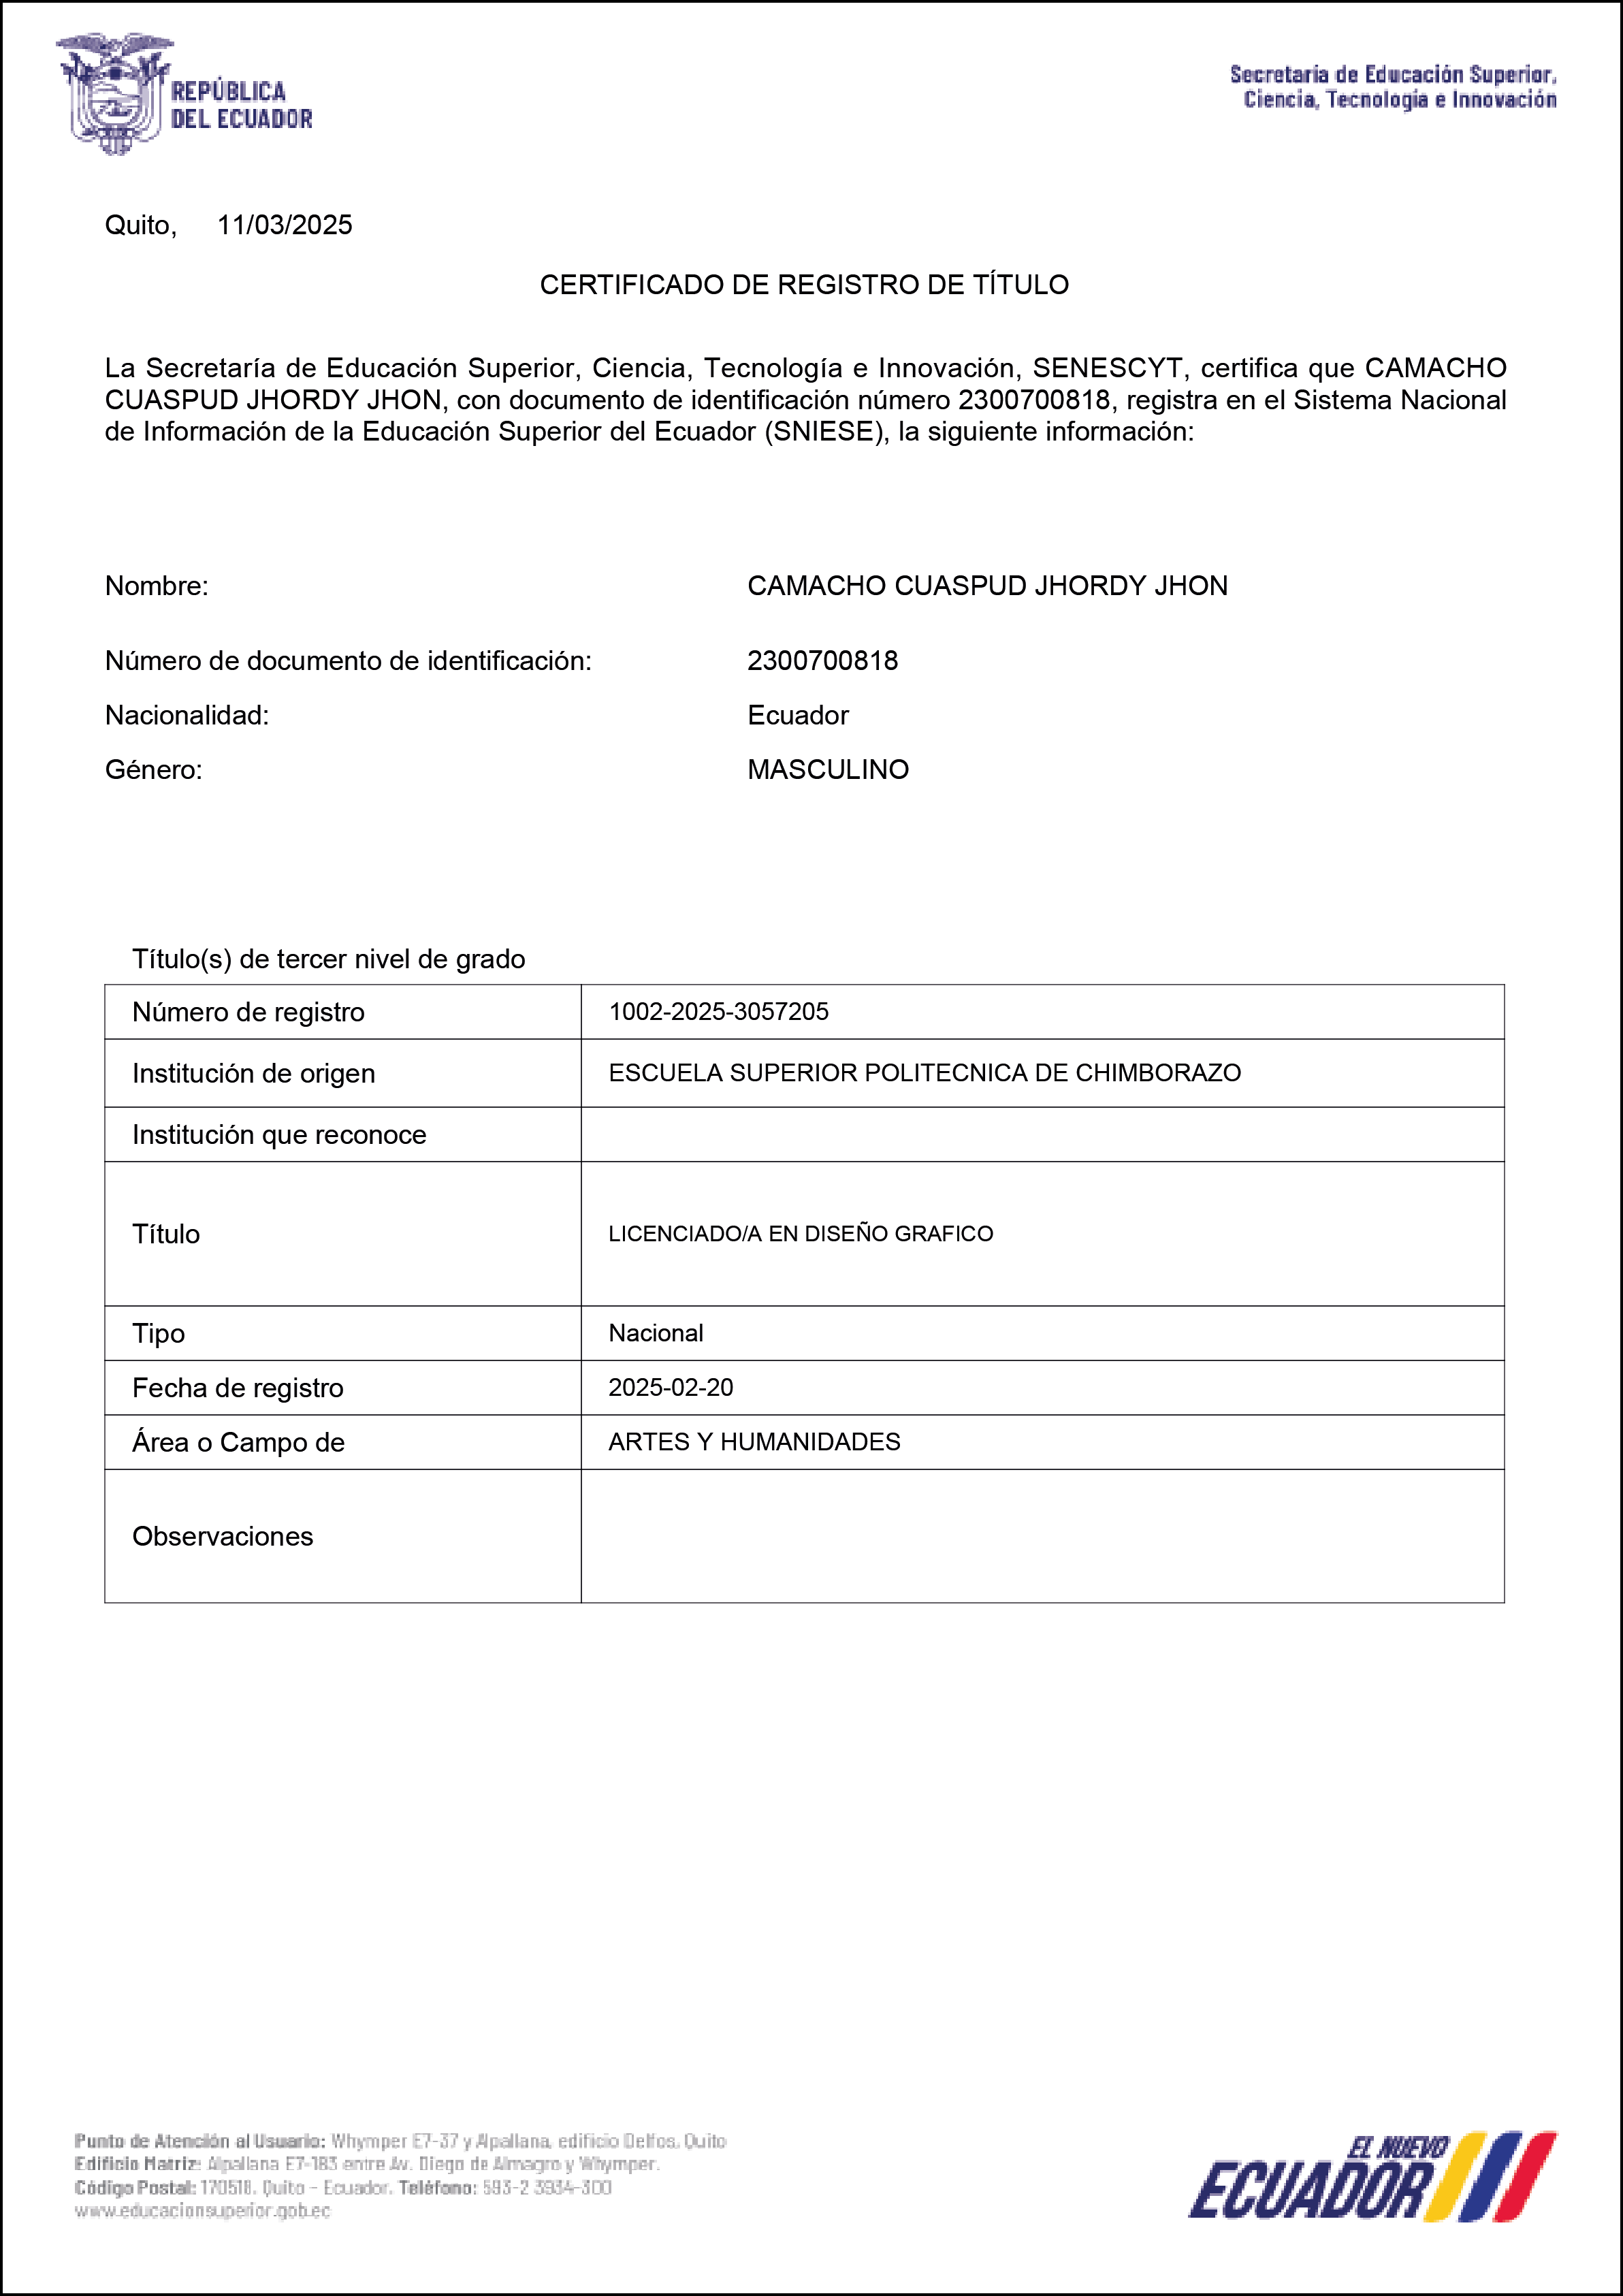 REPÚBLICA
DEL ECUADOR
Secretaría de Educación Superior,
Ciencia, Tecnología e Innovación
Quito, 11/03/2025
CERTIFICADO DE REGISTRO DE TÍTULO
La Secretaría de Educación Superior, Ciencia, Tecnología e Innovación, SENESCYT, certifica que CAMACHO
CUASPUD JHORDY JHON, con documento de identificación número 2300700818, registra en el Sistema Nacional
de Información de la Educación Superior del Ecuador (SNIESE), la siguiente información:
Nombre: CAMACHO CUASPUD JHORDY JHON
Número de documento de identificación: 2300700818
Nacionalidad: Ecuador
Género: MASCULINO
Título(s) de tercer nivel de grado
Número de registro 1002-2025-3057205
Institución de origen ESCUELA SUPERIOR POLITECNICA DE CHIMBORAZO
Institución que reconoce
Título LICENCIADO/A EN DISEÑO GRAFICO
Tipo Nacional
Fecha de registro 2025-02-20
Área o Campo de ARTES Y HUMANIDADES
Observaciones
Punto de Atención al Usuario: Whymper E7-37 y Alpallana, edificio Delfos. Quito
Edificio Matriz: Alpallana E7-183 entre Av. Diego de Almagro y Whymper.
Código Postal: 170518. Quito - Ecuador. Teléfono: 593-2 3934-300
www.educacionsuperior.gob.ec
EL NUEVO
ECUADOR